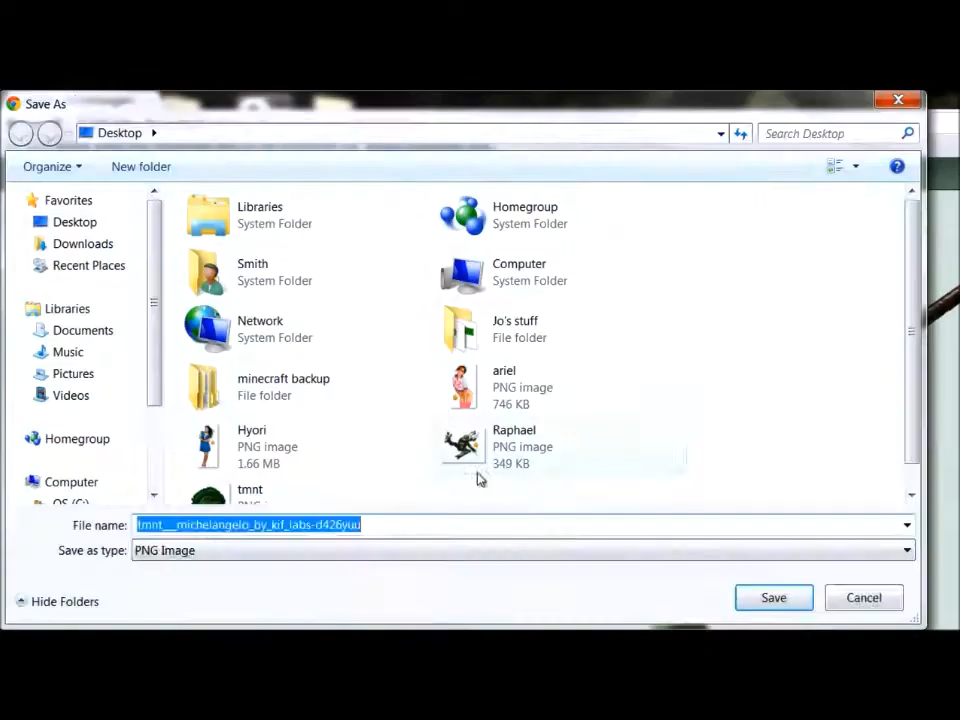 Save As
Desktop
Search Desktop
Organize
New folder
Favorites
Desktop
Downloads
Recent Places
Libraries
Documents
Music
Pictures
Videos
Homegroup
Computer
OS (C:)
Libraries
System Folder
Homegroup
System Folder
Smith
System Folder
Computer
System Folder
Network
System Folder
Jo's stuff
File folder
minecraft backup
File folder
ariel
PNG image
746 KB
Hyori
PNG image
1.66 MB
Raphael
PNG image
349 KB
tmnt
PNG image
File name:
tmnt__michelangelo_by_kif_labs-d426yuu
Save as type:
PNG Image
Hide Folders
Save
Cancel